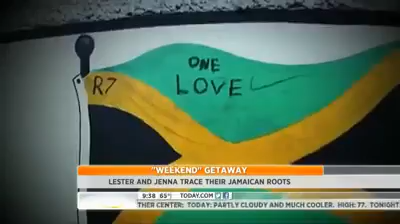 ONE
LOVE
R7
"WEEKEND" GETAWAY
LESTER AND JENNA TRACE THEIR JAMAICAN ROOTS
9:38 65° TODAY.COM
THER CENTER: TODAY: PARTLY CLOUDY AND MUCH COOLER. HIGH: 77. TONIGHT